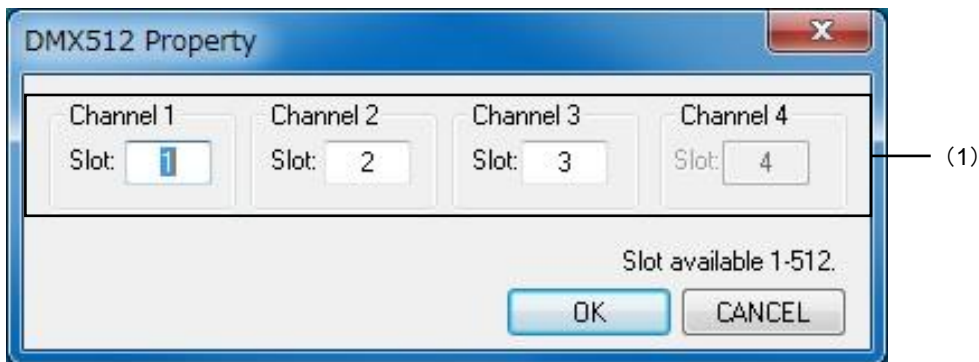 DMX512 Property
Channel 1 Channel 2 Channel 3 Channel 4
Slot: 1 Slot: 2 Slot: 3 Slot: 4
(1)
Slot available 1-512.
OK CANCEL